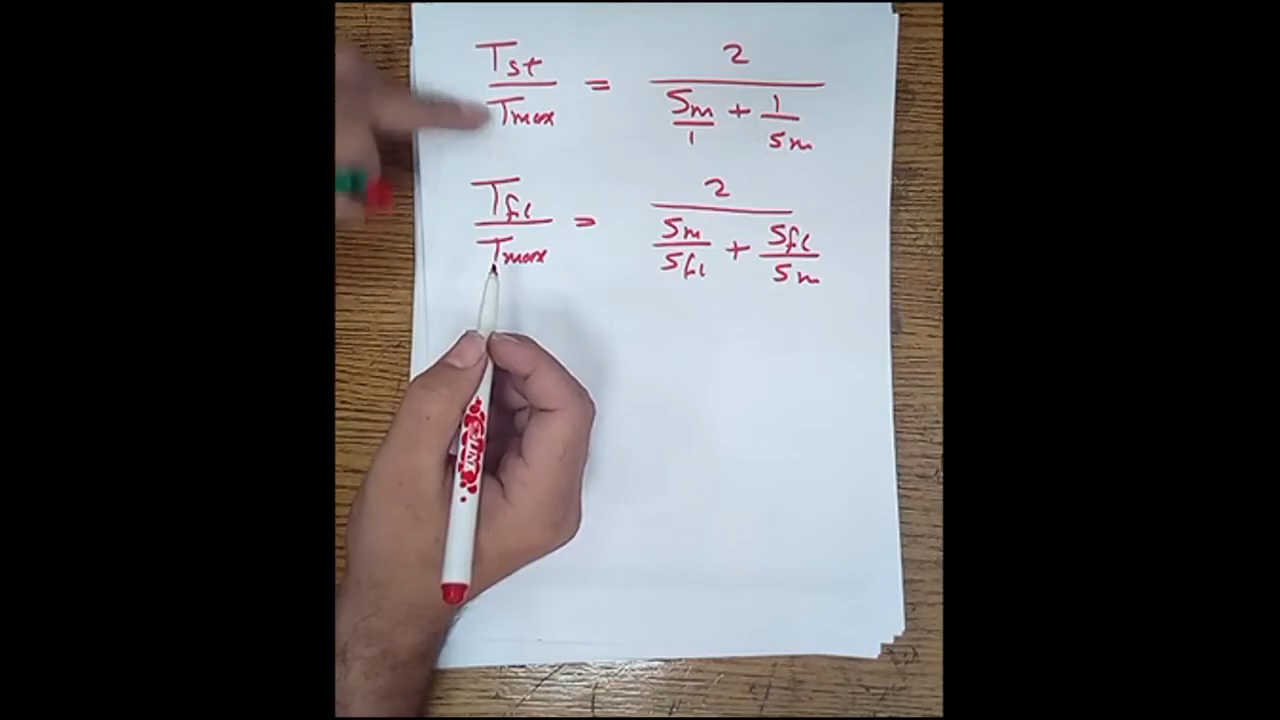 Tst / Tmax = 2 / (Sm/1 + 1/Sm)
Tfl / Tmax = 2 / (Sm/Sfl + Sfl/Sm)